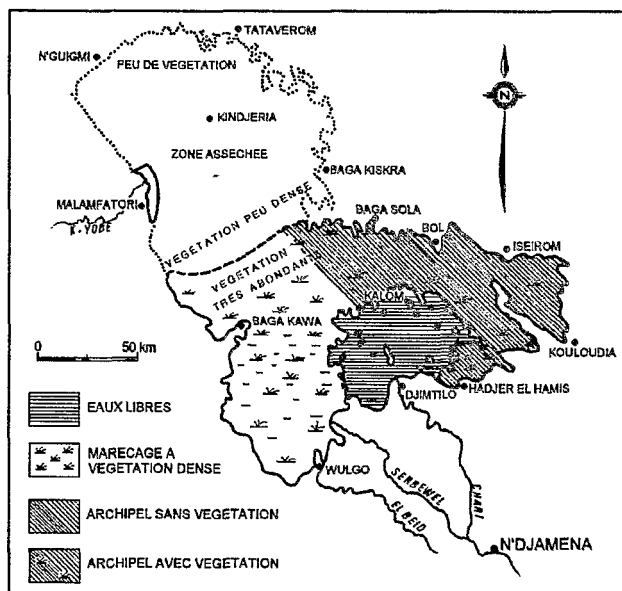 TATAVEROM
N'GUIGMI
PEU DE VEGETATION
N
KINDJERIA
ZONE ASSECHEE
BAGA KISKRA
MALAMFATORI
R. YOBE
VEGETATION PEU DENSE
BAGA SOLA
BOL
ISEIROM
VEGETATION
TRES ABONDANTE
KALOM
BAGA KAWA
0 50 km
KOULOUDIA
HADJER EL HAMIS
DJIMTILO
EAUX LIBRES
MARECAGE A
VEGETATION DENSE
WULGO
SERBEWEL
CHARI
EL BEID
ARCHIPEL SANS VEGETATION
N'DJAMENA
ARCHIPEL AVEC VEGETATION